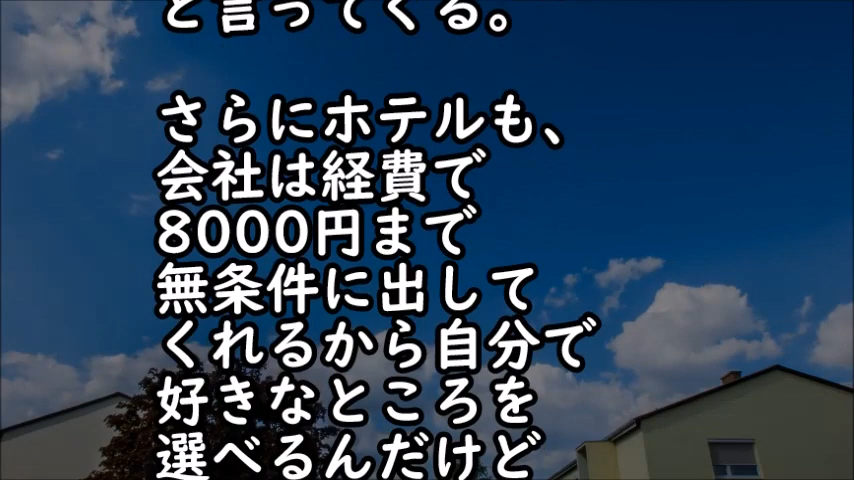 と言ってくる。
さらにホテルも、
会社は経費で
8000円まで
無条件に出して
くれるから自分で
好きなところを
選べるんだけど